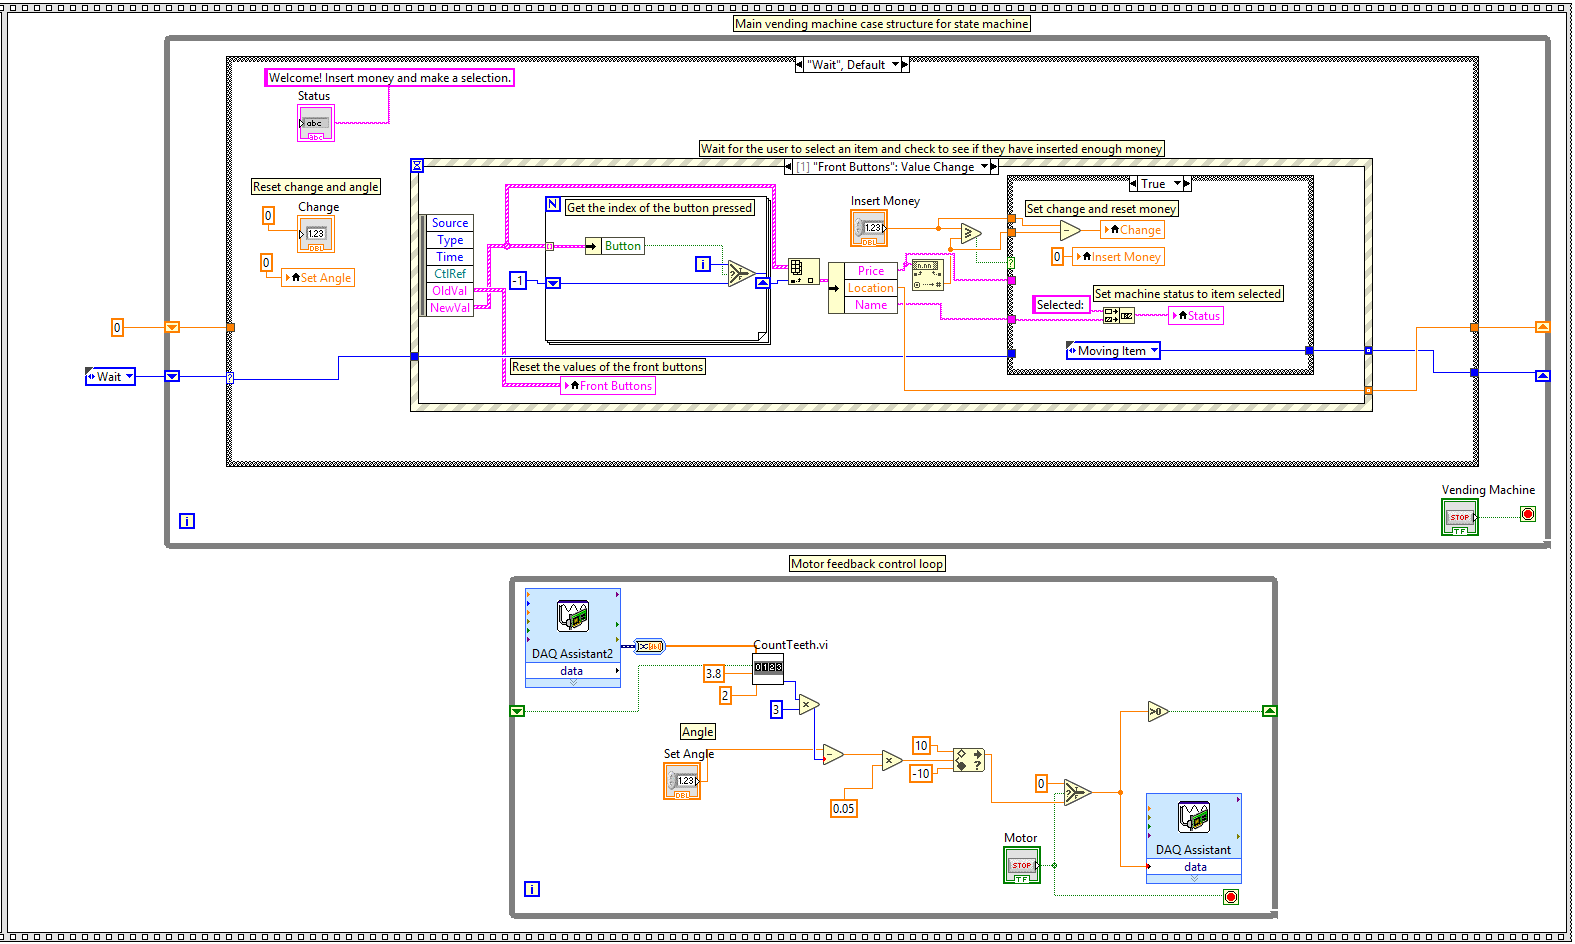 Main vending machine case structure for state machine
"Wait", Default
Welcome! Insert money and make a selection.
Status
abc
abc
Wait for the user to select an item and check to see if they have inserted enough money
[1] "Front Buttons": Value Change
Reset change and angle
Change
0
1.23
DBL
0
Set Angle
Source
Type
Time
CtlRef
OldVal
NewVal
N
Get the index of the button pressed
Button
i
-1
Reset the values of the front buttons
Front Buttons
Price
Location
Name
Insert Money
1.23
DBL
True
Set change and reset money
Change
0
Insert Money
Set machine status to item selected
Selected:
Status
Moving Item
0
Wait
i
Vending Machine
STOP
TF
Motor feedback control loop
DAQ Assistant2
data
CountTeeth.vi
0123
3.8
2
3
Angle
Set Angle
1.23
DBL
10
-10
0.05
0
>0
Motor
STOP
TF
DAQ Assistant
data
i